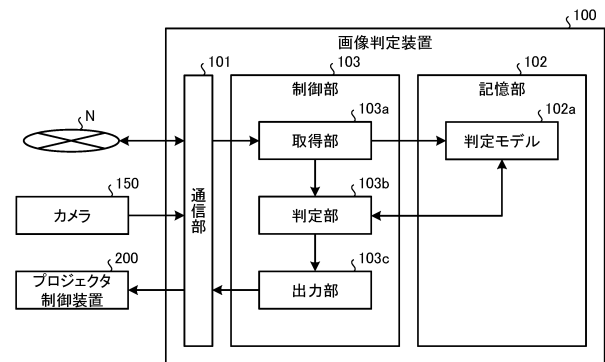 100
画像判定装置
101
103
102
制御部
記憶部
N
103a
102a
取得部
判定モデル
150
カメラ
通信部
103b
判定部
200
プロジェクタ
制御装置
103c
出力部